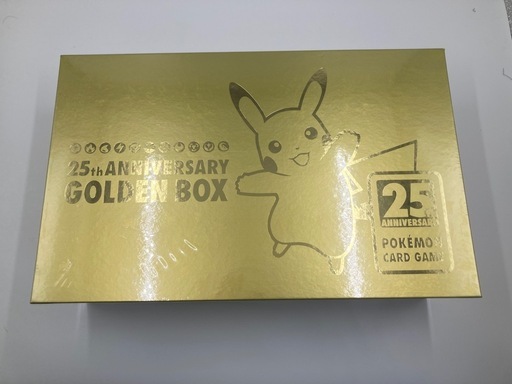 25th ANNIVERSARY
GOLDEN BOX
25
ANNIVERSARY
POKÉMON
CARD GAME